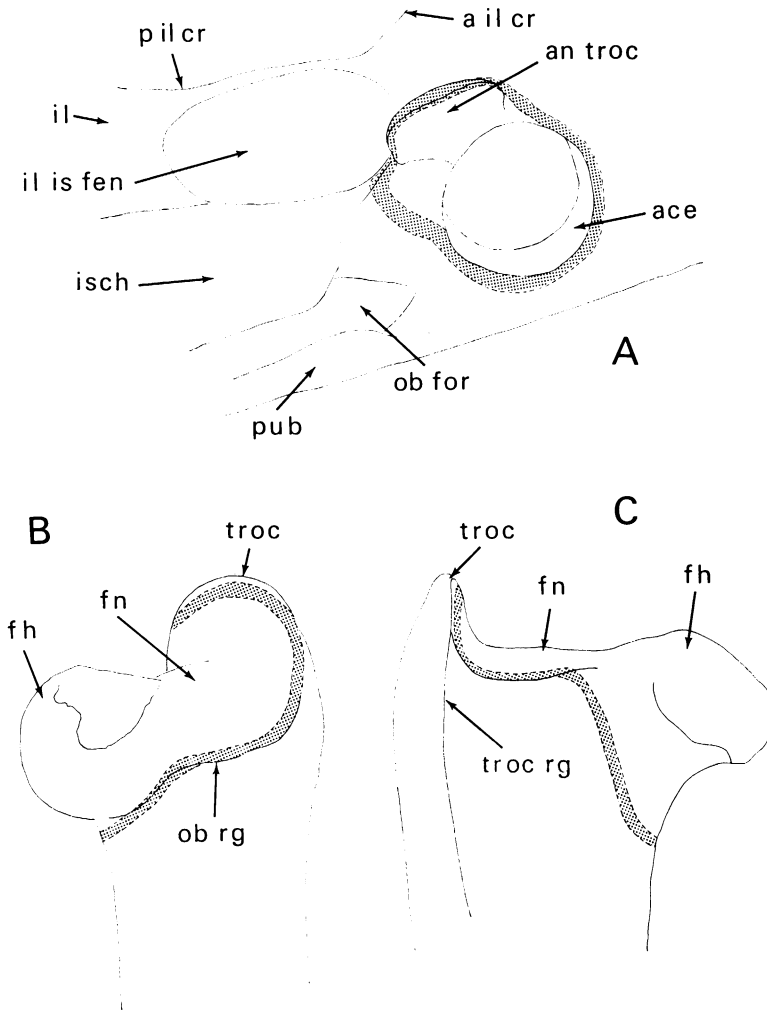 a il cr
p il cr
an troc
il
il is fen
ace
isch
ob for
A
pub
B
C
troc
troc
fn
fn
fh
fh
troc rg
ob rg